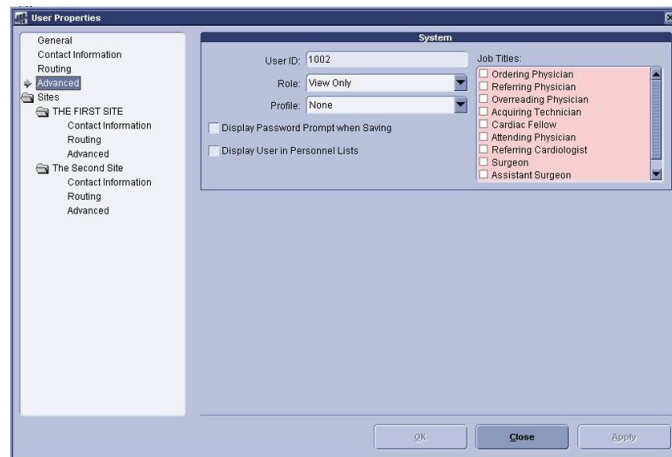 User Properties
General
Contact Information
Routing
Advanced
Sites
THE FIRST SITE
Contact Information
Routing
Advanced
The Second Site
Contact Information
Routing
Advanced
System
User ID: 1002
Role: View Only
Profile: None
Display Password Prompt when Saving
Display User in Personnel Lists
Job Titles:
Ordering Physician
Referring Physician
Overreading Physician
Acquiring Technician
Cardiac Fellow
Attending Physician
Referring Cardiologist
Surgeon
Assistant Surgeon
OK Close Apply